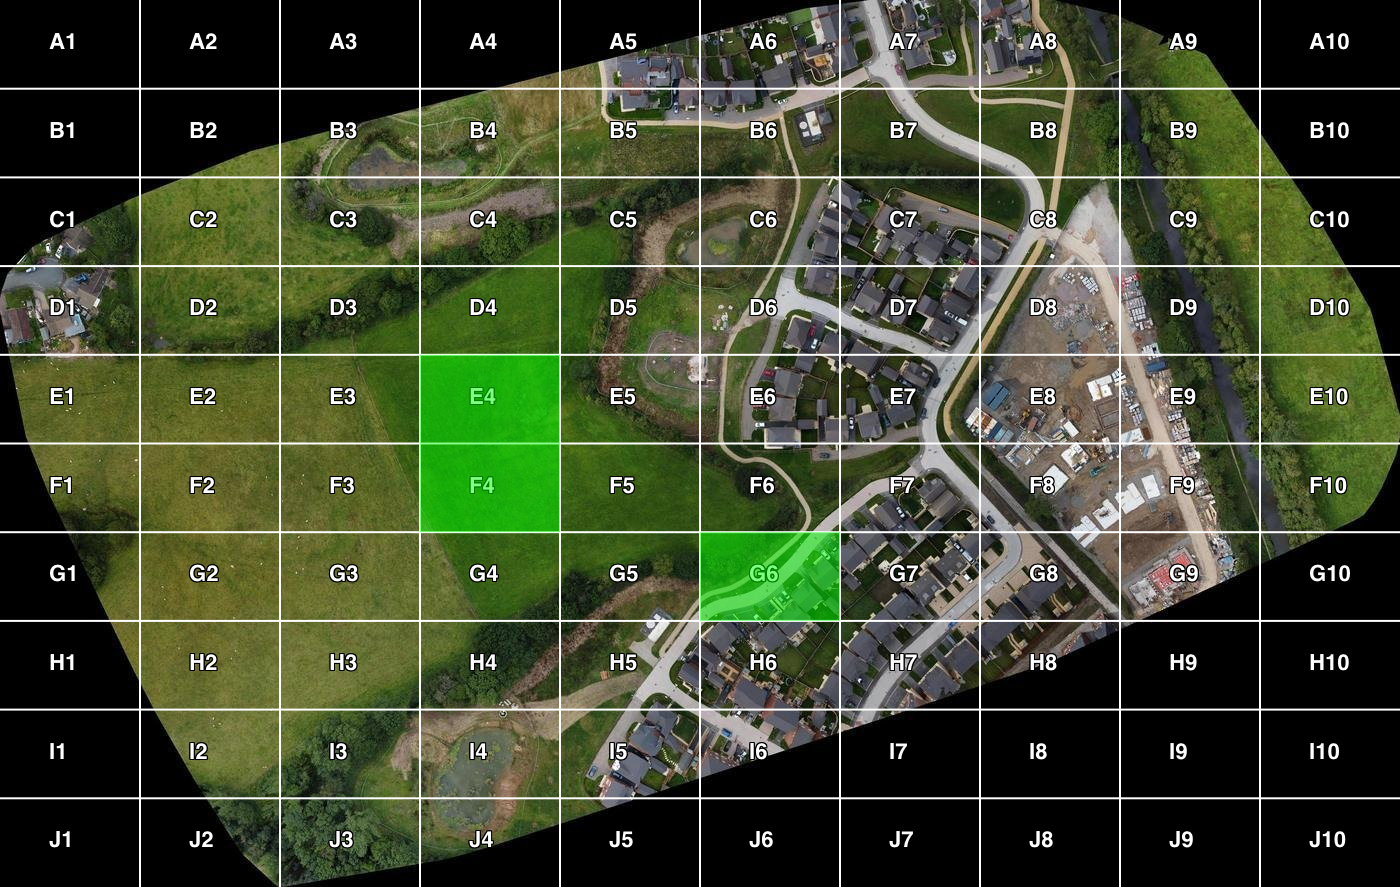 A1 A2 A3 A4 A5 A6 A7 A8 A9 A10
B1 B2 B3 B4 B5 B6 B7 B8 B9 B10
C1 C2 C3 C4 C5 C6 C7 C8 C9 C10
D1 D2 D3 D4 D5 D6 D7 D8 D9 D10
E1 E2 E3 E4 E5 E6 E7 E8 E9 E10
F1 F2 F3 F4 F5 F6 F7 F8 F9 F10
G1 G2 G3 G4 G5 G6 G7 G8 G9 G10
H1 H2 H3 H4 H5 H6 H7 H8 H9 H10
I1 I2 I3 I4 I5 I6 I7 I8 I9 I10
J1 J2 J3 J4 J5 J6 J7 J8 J9 J10